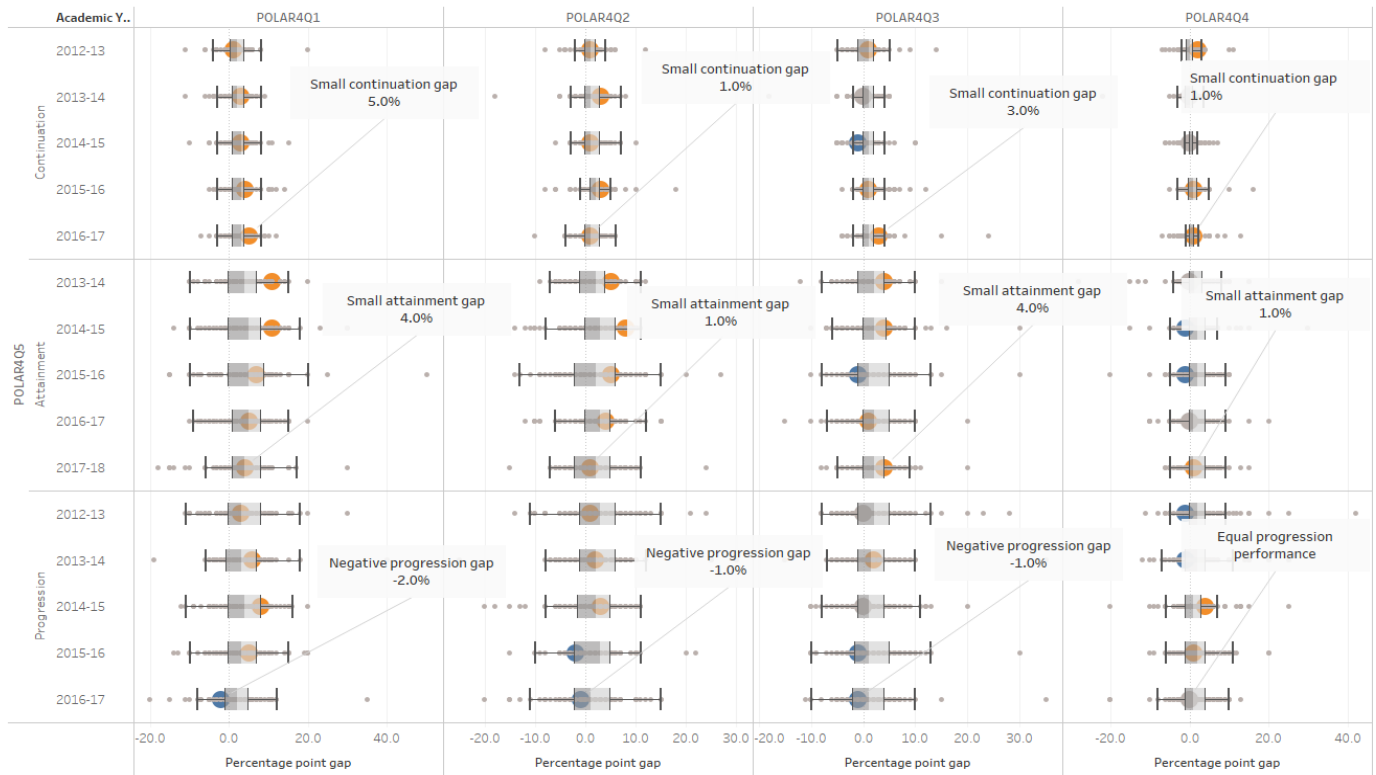 Academic Y..
POLAR4Q1
POLAR4Q2
POLAR4Q3
POLAR4Q4
POLAR4Q5
Continuation
2012-13
2013-14
2014-15
2015-16
2016-17
Small continuation gap
5.0%
Small continuation gap
1.0%
Small continuation gap
3.0%
Small continuation gap
1.0%
Attainment
2013-14
2014-15
2015-16
2016-17
2017-18
Small attainment gap
4.0%
Small attainment gap
1.0%
Small attainment gap
4.0%
Small attainment gap
1.0%
Progression
2012-13
2013-14
2014-15
2015-16
2016-17
Negative progression gap
-2.0%
Negative progression gap
-1.0%
Negative progression gap
-1.0%
Equal progression
performance
-20.0 0.0 20.0 40.0
-20.0 -10.0 0.0 10.0 20.0 30.0
-20.0 -10.0 0.0 10.0 20.0 30.0
-20.0 0.0 20.0 40.0
Percentage point gap
Percentage point gap
Percentage point gap
Percentage point gap